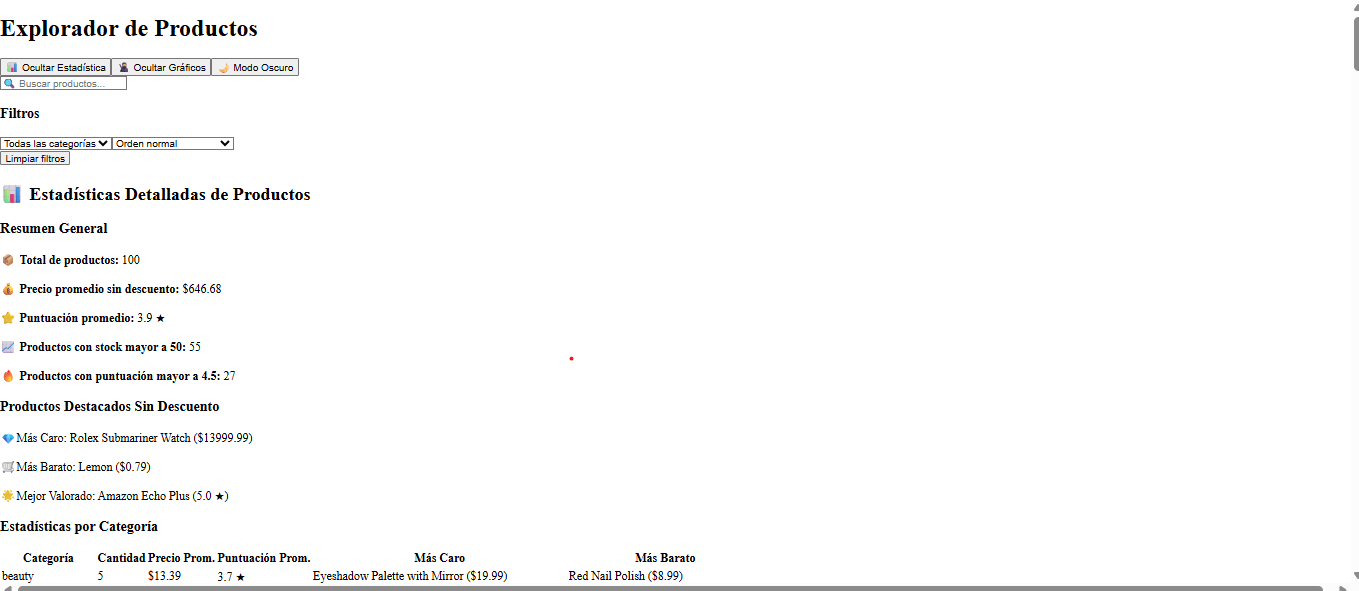 Explorador de Productos
📊 Ocultar Estadística 🦹🏿 Ocultar Gráficos 🤳🏼 Modo Oscuro
🔍 Buscar productos...
Filtros
Todas las categorías Orden normal
Limpiar filtros
📊 Estadísticas Detalladas de Productos
Resumen General
📦 Total de productos: 100
💰 Precio promedio sin descuento: $646.68
⭐ Puntuación promedio: 3.9 ★
📈 Productos con stock mayor a 50: 55
🔥 Productos con puntuación mayor a 4.5: 27
Productos Destacados Sin Descuento
💎 Más Caro: Rolex Submariner Watch ($13999.99)
🛒 Más Barato: Lemon ($0.79)
🌟 Mejor Valorado: Amazon Echo Plus (5.0 ★)
Estadísticas por Categoría
Categoría Cantidad Precio Prom. Puntuación Prom. Más Caro Más Barato
beauty 5 $13.39 3.7 ★ Eyeshadow Palette with Mirror ($19.99) Red Nail Polish ($8.99)